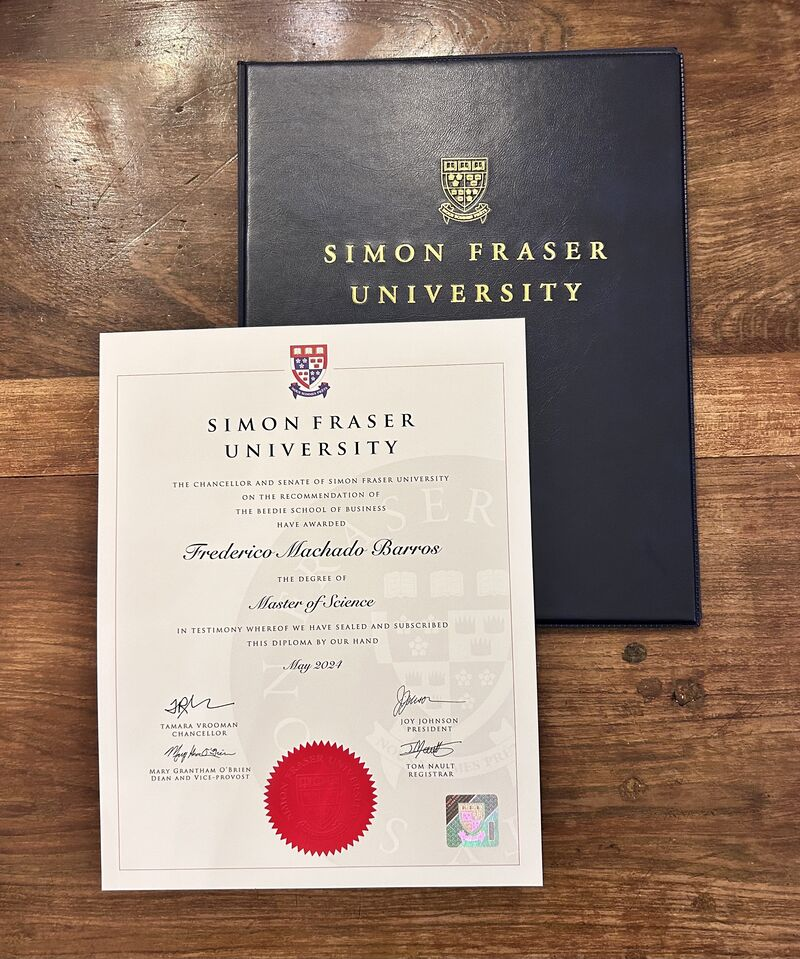 SIMON FRASER
UNIVERSITY
SIMON FRASER
UNIVERSITY
THE CHANCELLOR AND SENATE OF SIMON FRASER UNIVERSITY
ON THE RECOMMENDATION OF
THE BEEDIE SCHOOL OF BUSINESS
HAVE AWARDED
Frederico Machado Barros
THE DEGREE OF
Master of Science
IN TESTIMONY WHEREOF WE HAVE SEALED AND SUBSCRIBED
THIS DIPLOMA BY OUR HAND
May 2024
TAMARA VROOMAN
CHANCELLOR
JOY JOHNSON
PRESIDENT
MARY GRANTHAM O'BRIEN
DEAN AND VICE-PROVOST
TOM NAULT
REGISTRAR